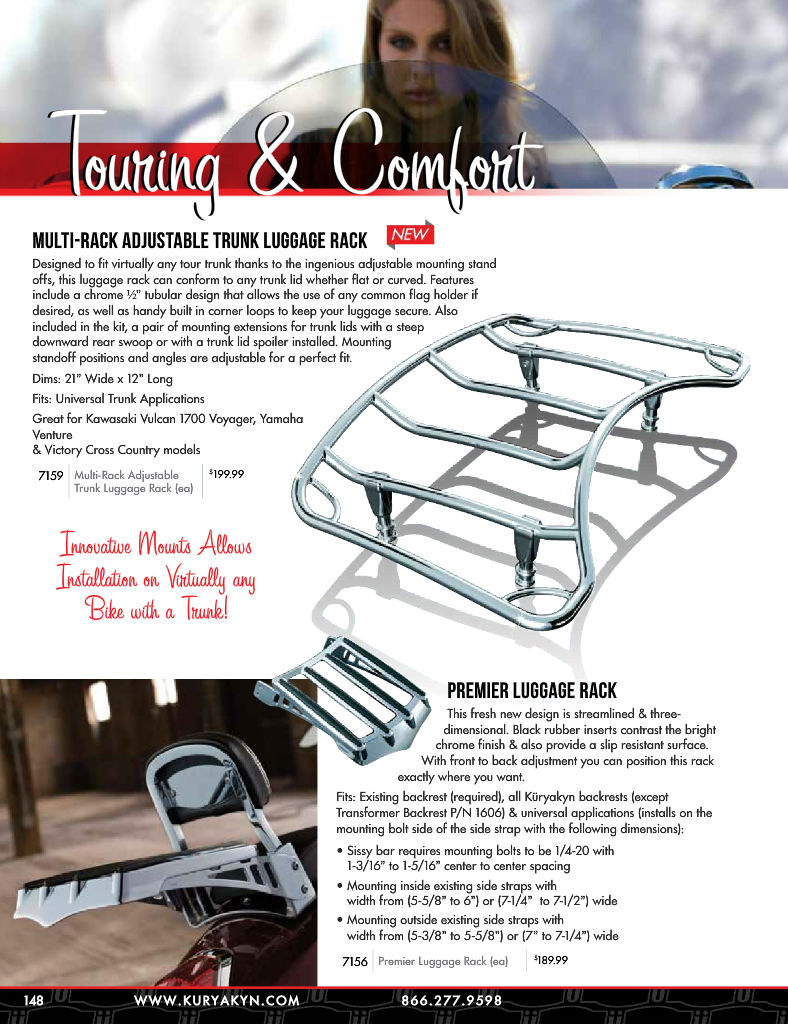 Touring & Comfort
MULTI-RACK ADJUSTABLE TRUNK LUGGAGE RACK
NEW
Designed to fit virtually any tour trunk thanks to the ingenious adjustable mounting stand
offs, this luggage rack can conform to any trunk lid whether flat or curved. Features
include a chrome ½" tubular design that allows the use of any common flag holder if
desired, as well as handy built in corner loops to keep your luggage secure. Also
included in the kit, a pair of mounting extensions for trunk lids with a steep
downward rear swoop or with a trunk lid spoiler installed. Mounting
standoff positions and angles are adjustable for a perfect fit.
Dims: 21" Wide x 12" Long
Fits: Universal Trunk Applications
Great for Kawasaki Vulcan 1700 Voyager, Yamaha
Venture
& Victory Cross Country models
7159 Multi-Rack Adjustable $199.99
Trunk Luggage Rack (ea)
Innovative Mounts Allows
Installation on Virtually any
Bike with a Trunk!
PREMIER LUGGAGE RACK
This fresh new design is streamlined & three-
dimensional. Black rubber inserts contrast the bright
chrome finish & also provide a slip resistant surface.
With front to back adjustment you can position this rack
exactly where you want.
Fits: Existing backrest (required), all Küryakyn backrests (except
Transformer Backrest P/N 1606) & universal applications (installs on the
mounting bolt side of the side strap with the following dimensions):
• Sissy bar requires mounting bolts to be 1/4-20 with
1-3/16" to 1-5/16" center to center spacing
• Mounting inside existing side straps with
width from (5-5/8" to 6") or (7-1/4" to 7-1/2") wide
• Mounting outside existing side straps with
width from (5-3/8" to 5-5/8") or (7" to 7-1/4") wide
7156 Premier Luggage Rack (ea) $189.99
148 WWW.KURYAKYN.COM 866.277.9598